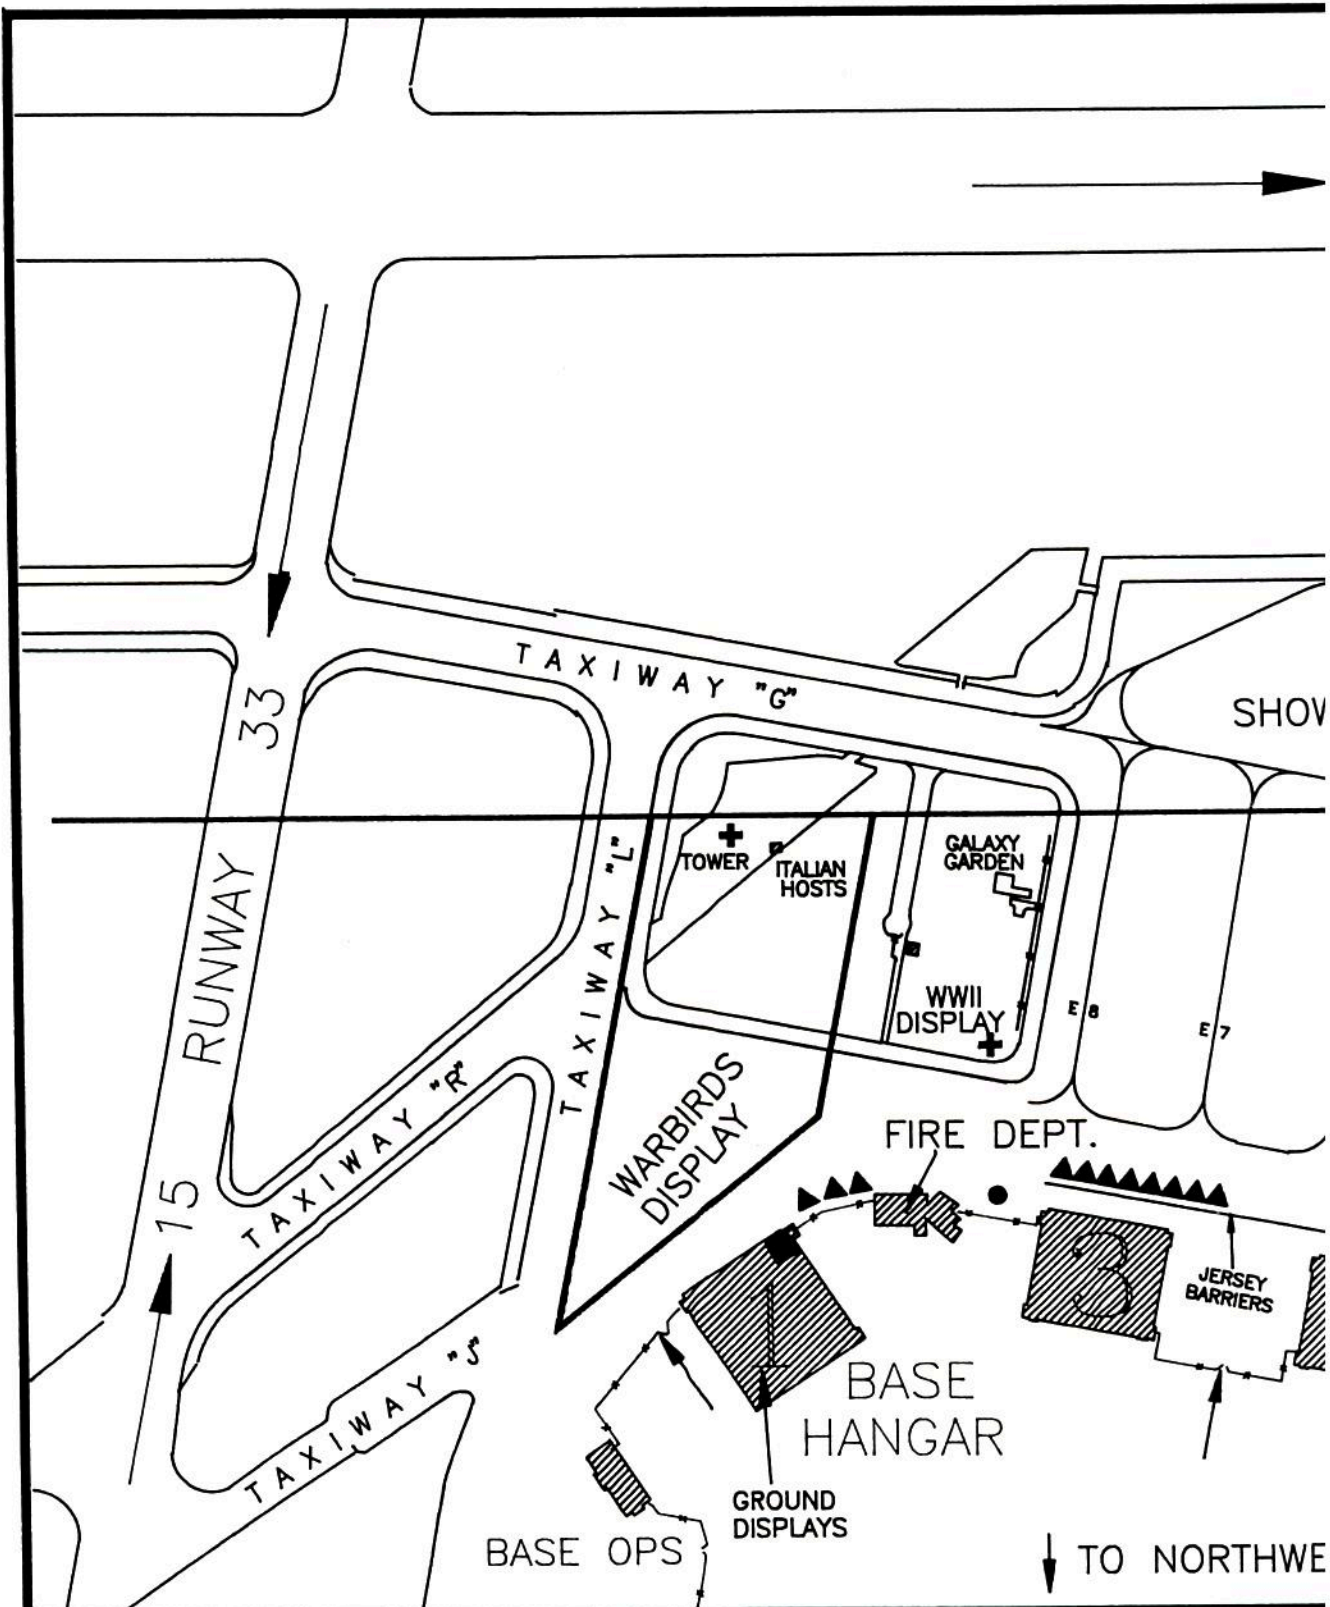 TAXIWAY "G"
33
SHOW
TOWER
ITALIAN
HOSTS
GALAXY
GARDEN
TAXIWAY "L"
RUNWAY
WWII
DISPLAY
E 8
E 7
TAXIWAY "R"
WARBIRDS
DISPLAY
FIRE DEPT.
15
1
3
JERSEY
BARRIERS
TAXIWAY "J"
BASE
HANGAR
GROUND
DISPLAYS
BASE OPS
TO NORTHWE